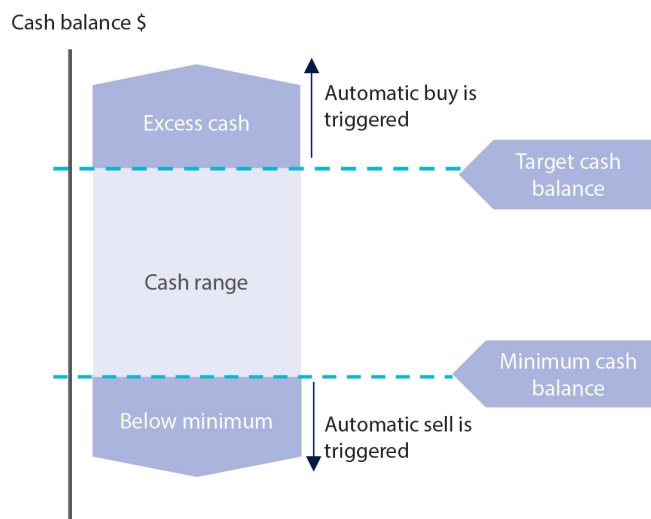 Cash balance $
Excess cash
Automatic buy is
triggered
Target cash
balance
Cash range
Minimum cash
balance
Below minimum
Automatic sell is
triggered